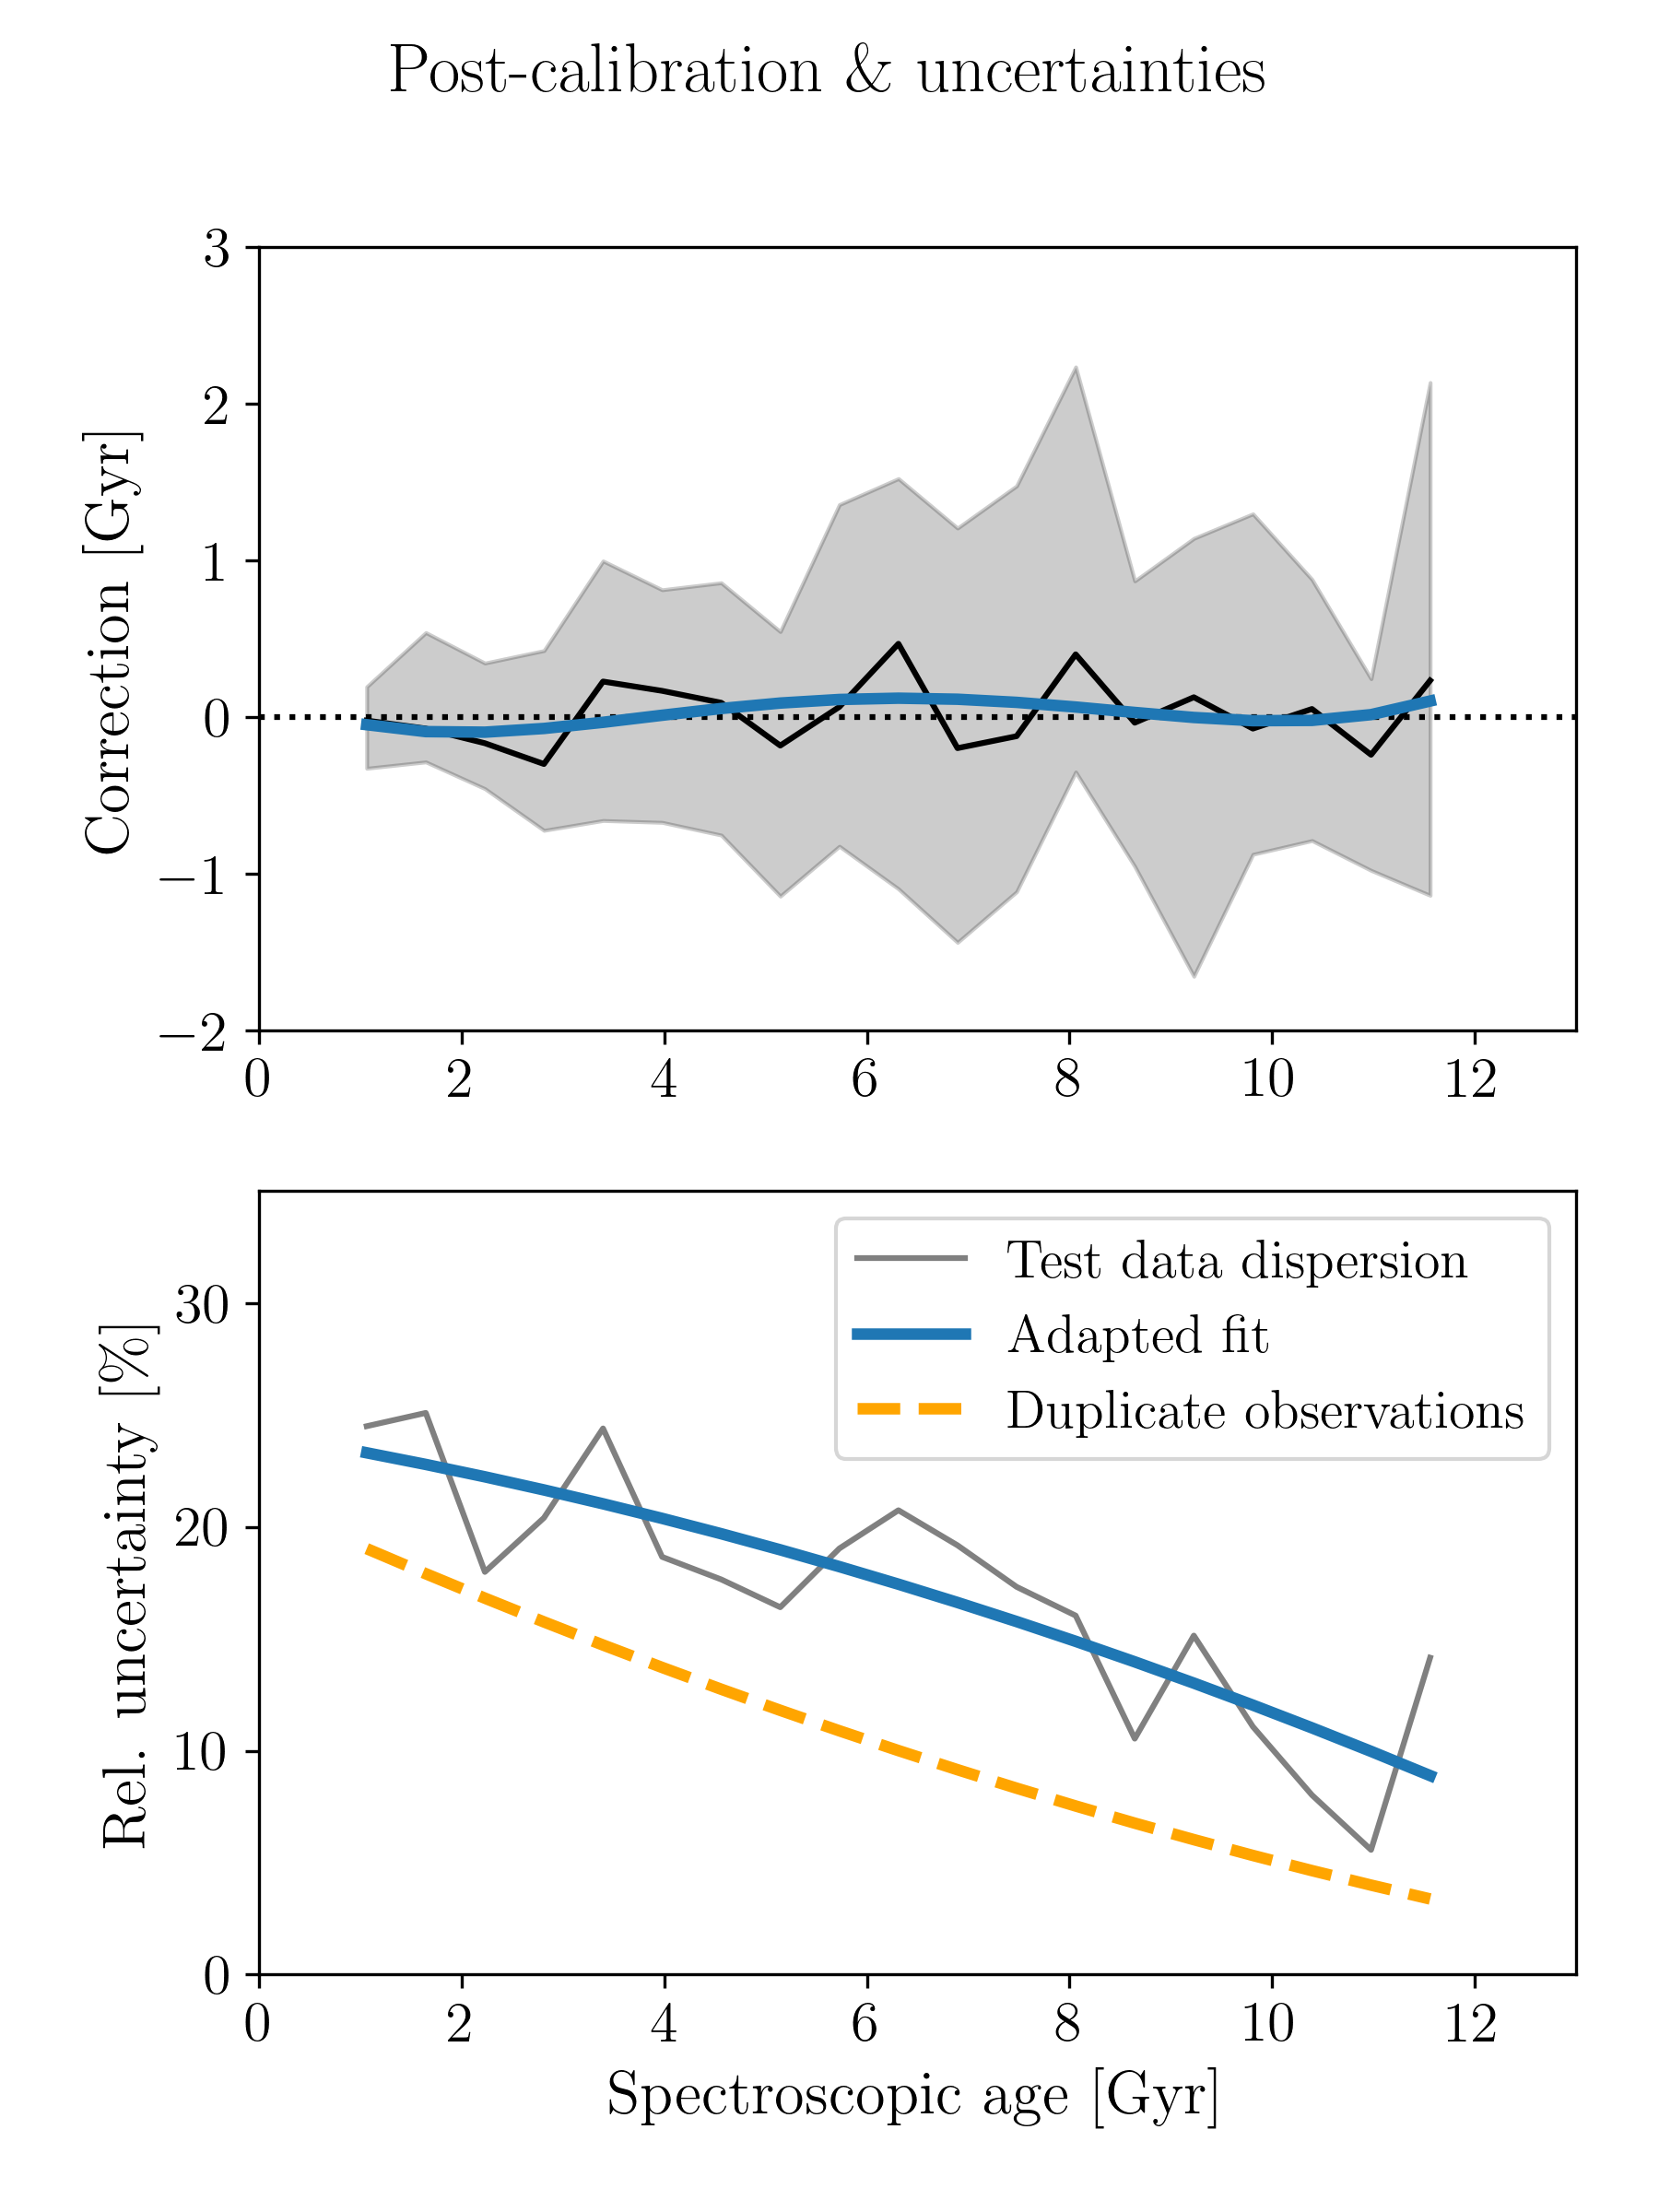 Post-calibration & uncertainties
3
2
1
0
−1
−2
Correction [Gyr]
0 2 4 6 8 10 12
30
20
10
0
Rel. uncertainty [%]
Test data dispersion
Adapted fit
Duplicate observations
0 2 4 6 8 10 12
Spectroscopic age [Gyr]